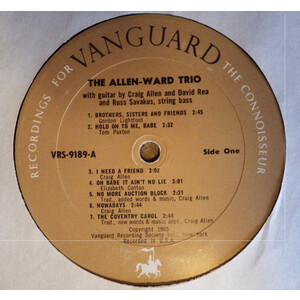 RECORDINGS FOR VANGUARD THE CONNOISSEUR
THE ALLEN-WARD TRIO
with guitar by Craig Allen and David Rea
and Russ Savakus, string bass
1. BROTHERS, SISTERS AND FRIENDS 2:45
Gordon Lightfoot
2. HOLD ON TO ME, BABE 2:32
Tom Paxton
VRS-9189-A
Side One
3. I NEED A FRIEND 2:02
Craig Allen
4. OH BABE IT AIN'T NO LIE 3:01
Elizabeth Cotton
5. NO MORE AUCTION BLOCK 2:31
Trad., added words & music, Craig Allen
6. NOWADAYS 2:44
Craig Allen
7. THE COVENTRY CAROL 2:44
Trad., new words & new music adpt., Craig Allen
Copyright 1965
Vanguard Recording Society Inc., New York
Recorded in U.S.A.